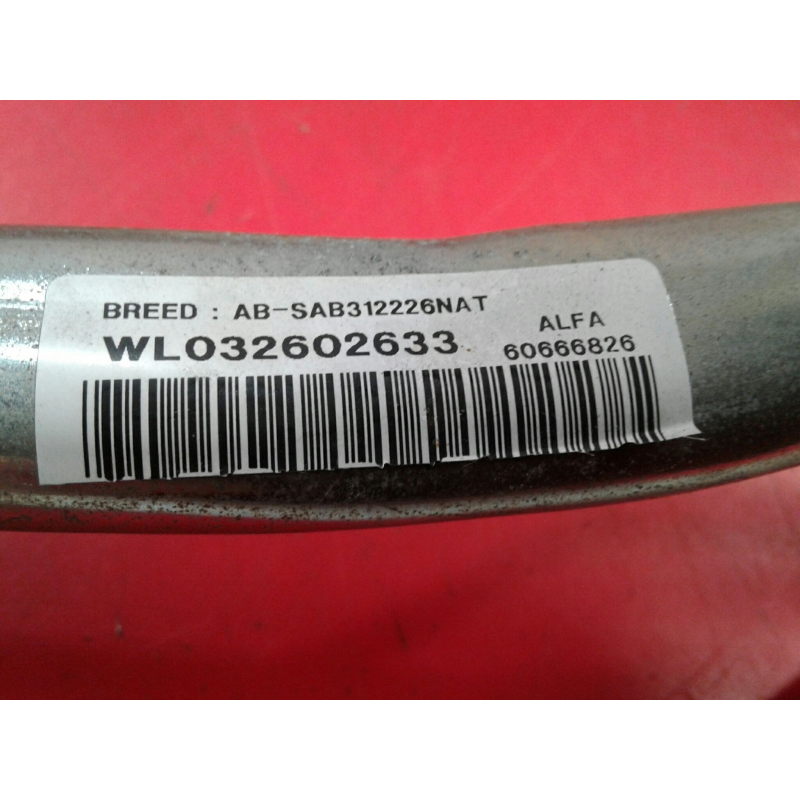 BREED : AB-SAB312226NAT
ALFA
WL032602633
60666826